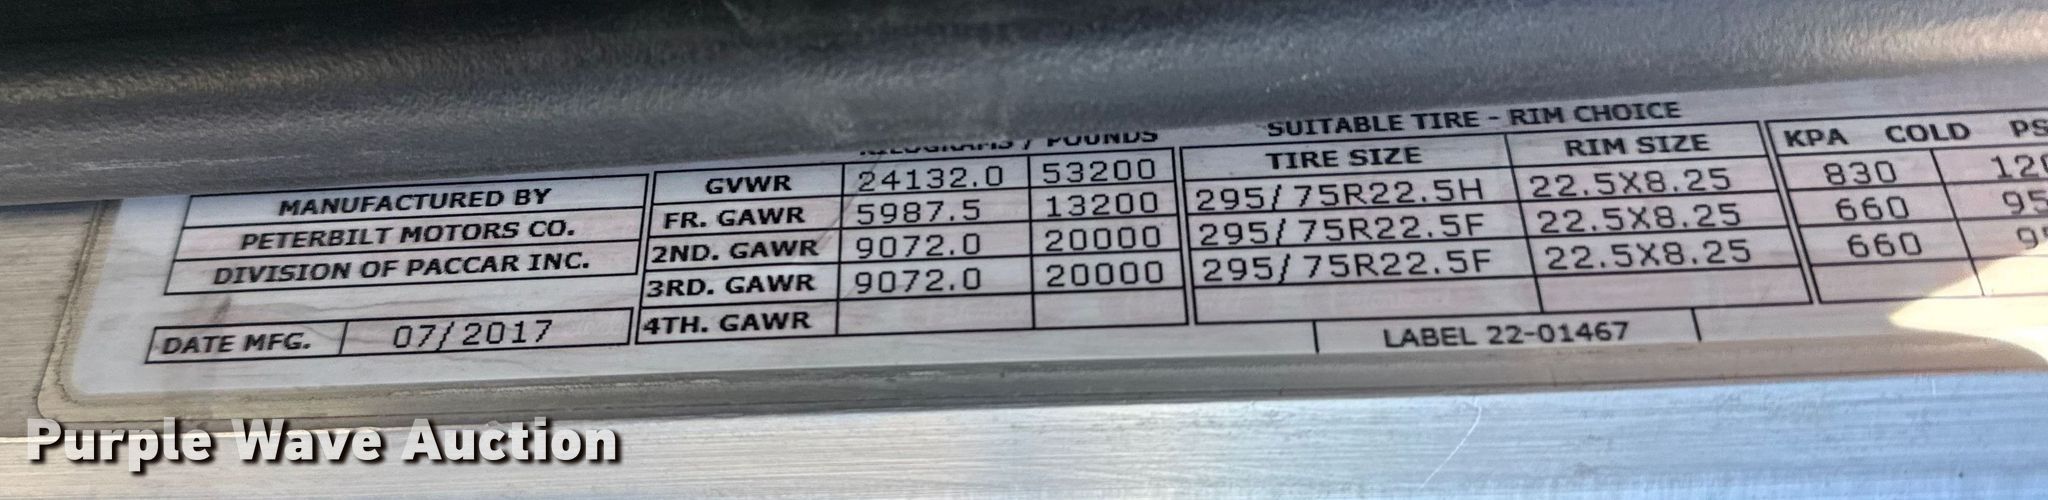 KILOGRAMS / POUNDS
SUITABLE TIRE - RIM CHOICE
MANUFACTURED BY
PETERBILT MOTORS CO.
DIVISION OF PACCAR INC.
DATE MFG. 07/2017
TIRE SIZE RIM SIZE KPA COLD
GVWR 24132.0 53200
FR. GAWR 5987.5 13200 295/75R22.5H 22.5X8.25 830
2ND. GAWR 9072.0 20000 295/75R22.5F 22.5X8.25 660 95
3RD. GAWR 9072.0 20000 295/75R22.5F 22.5X8.25 660
4TH. GAWR
LABEL 22-01467
Purple Wave Auction